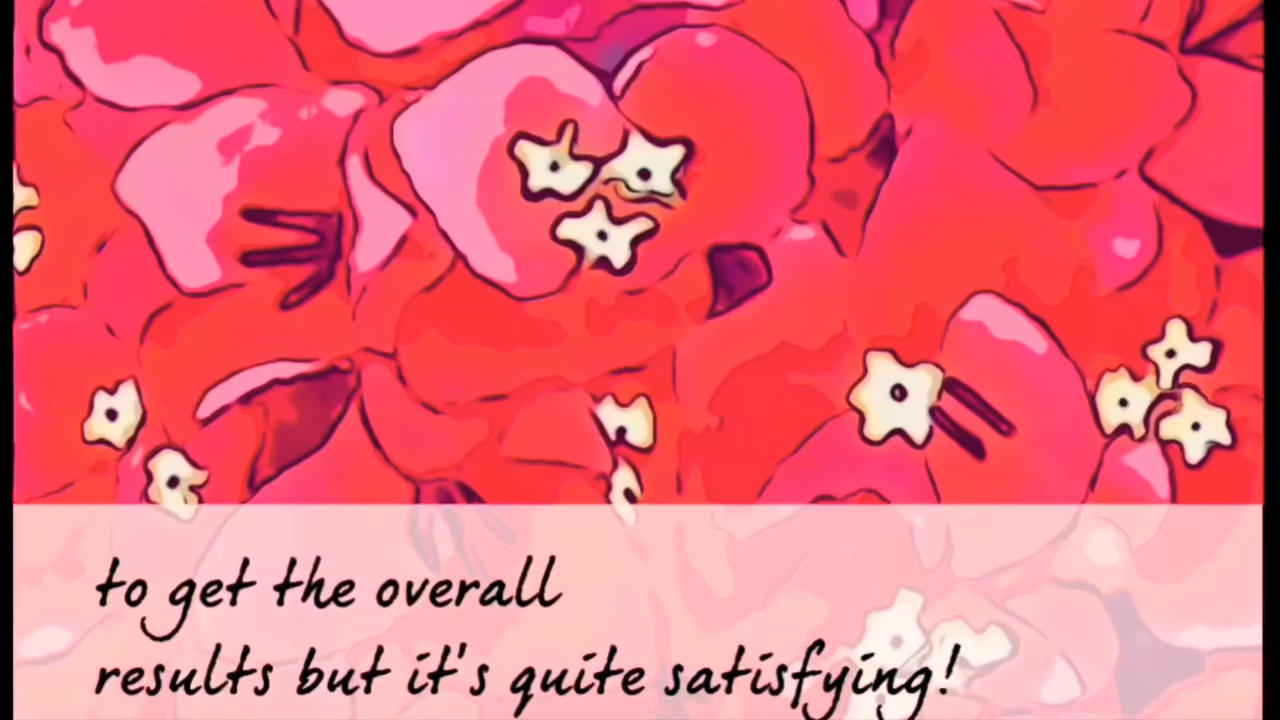 to get the overall
results but it's quite satisfying!